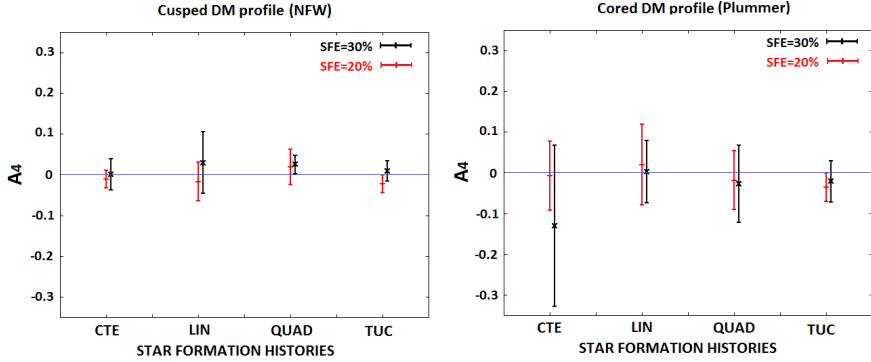 Cusped DM profile (NFW)
SFE=30%
SFE=20%
0.3
0.2
0.1
0
-0.1
-0.2
-0.3
A4
CTE LIN QUAD TUC
STAR FORMATION HISTORIES
Cored DM profile (Plummer)
SFE=30%
SFE=20%
0.3
0.2
0.1
0
-0.1
-0.2
-0.3
A4
CTE LIN QUAD TUC
STAR FORMATION HISTORIES